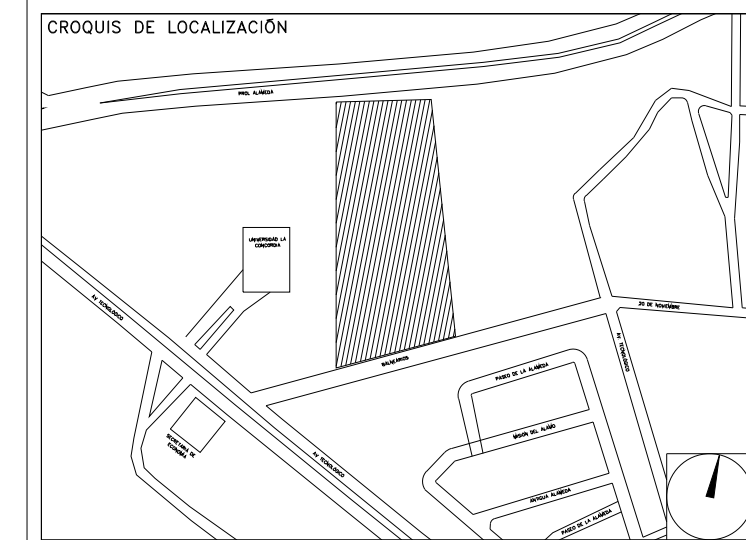 CROQUIS DE LOCALIZACIÓN
PROL ALAMEDA
UNIVERSIDAD LA
CONCORDIA
AV TECNOLOGICO
20 DE NOVIEMBRE
AV TECNOLOGICO
BALNEARIOS
PASEO DE LA ALAMEDA
MISION DEL ALAMO
SECRETARIA DE
ECONOMIA
AV TECNOLOGICO
ANTIGUA ALAMEDA
PASEO DE LA ALAMEDA